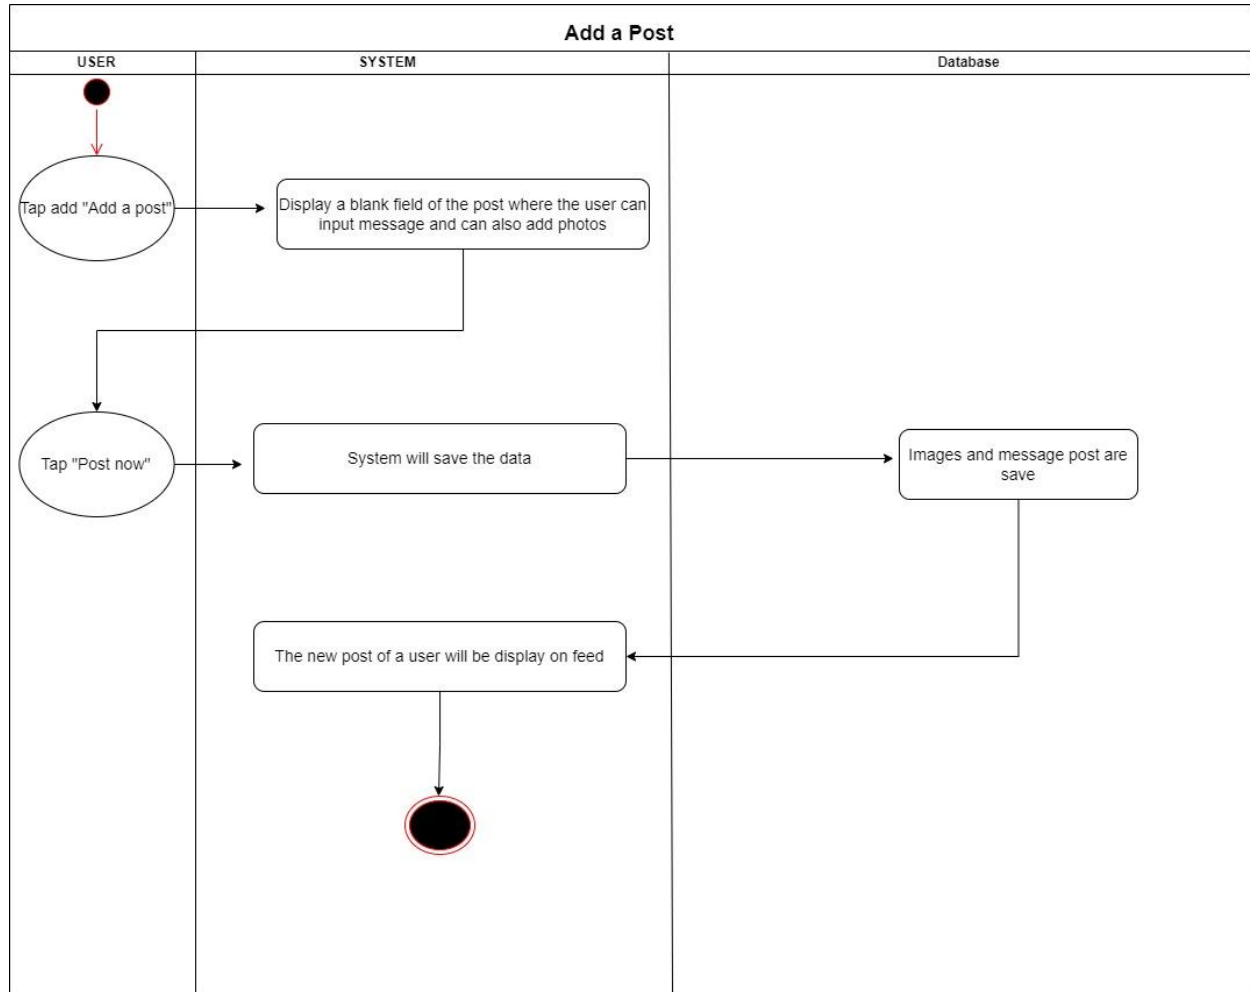 Add a Post
USER
SYSTEM
Database
Tap add "Add a post"
Display a blank field of the post where the user can
input message and can also add photos
Tap "Post now"
System will save the data
Images and message post are
save
The new post of a user will be display on feed